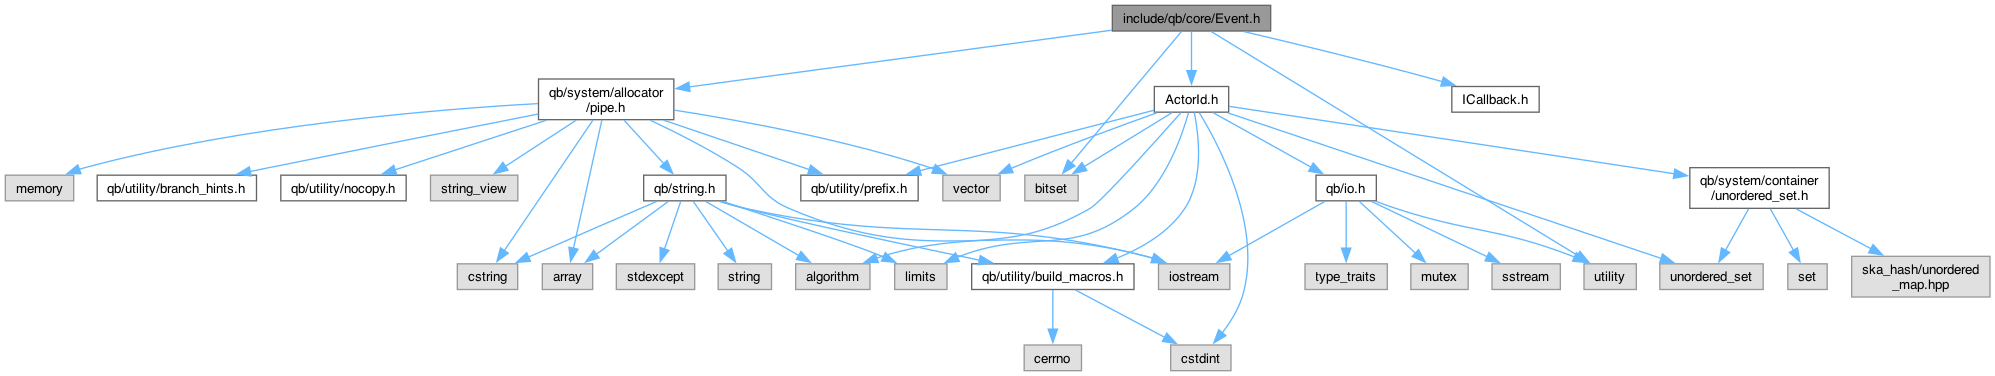 include/qb/core/Event.h
qb/system/allocator
/pipe.h
ActorId.h
ICallback.h
memory
qb/utility/branch_hints.h
qb/utility/nocopy.h
string_view
qb/string.h
qb/utility/prefix.h
vector
bitset
qb/io.h
qb/system/container
/unordered_set.h
cstring
array
stdexcept
string
algorithm
limits
qb/utility/build_macros.h
iostream
type_traits
mutex
sstream
utility
unordered_set
set
ska_hash/unordered
_map.hpp
cerrno
cstdint